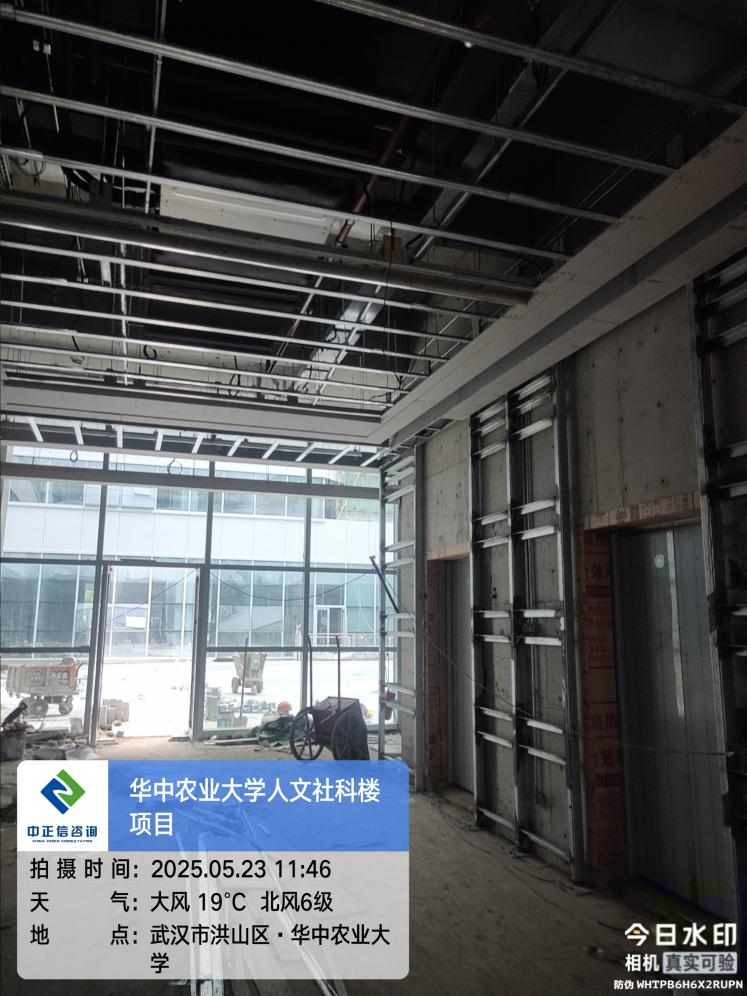 中正信咨询
CHINA ZENSIN CONSULTATION
华中农业大学人文社科楼
项目
拍摄时间: 2025.05.23 11:46
天气: 大风 19℃ 北风6级
地点: 武汉市洪山区·华中农业大
学
今日水印
相机 真实可验
防伪 WHTPB6H6X2RUPN